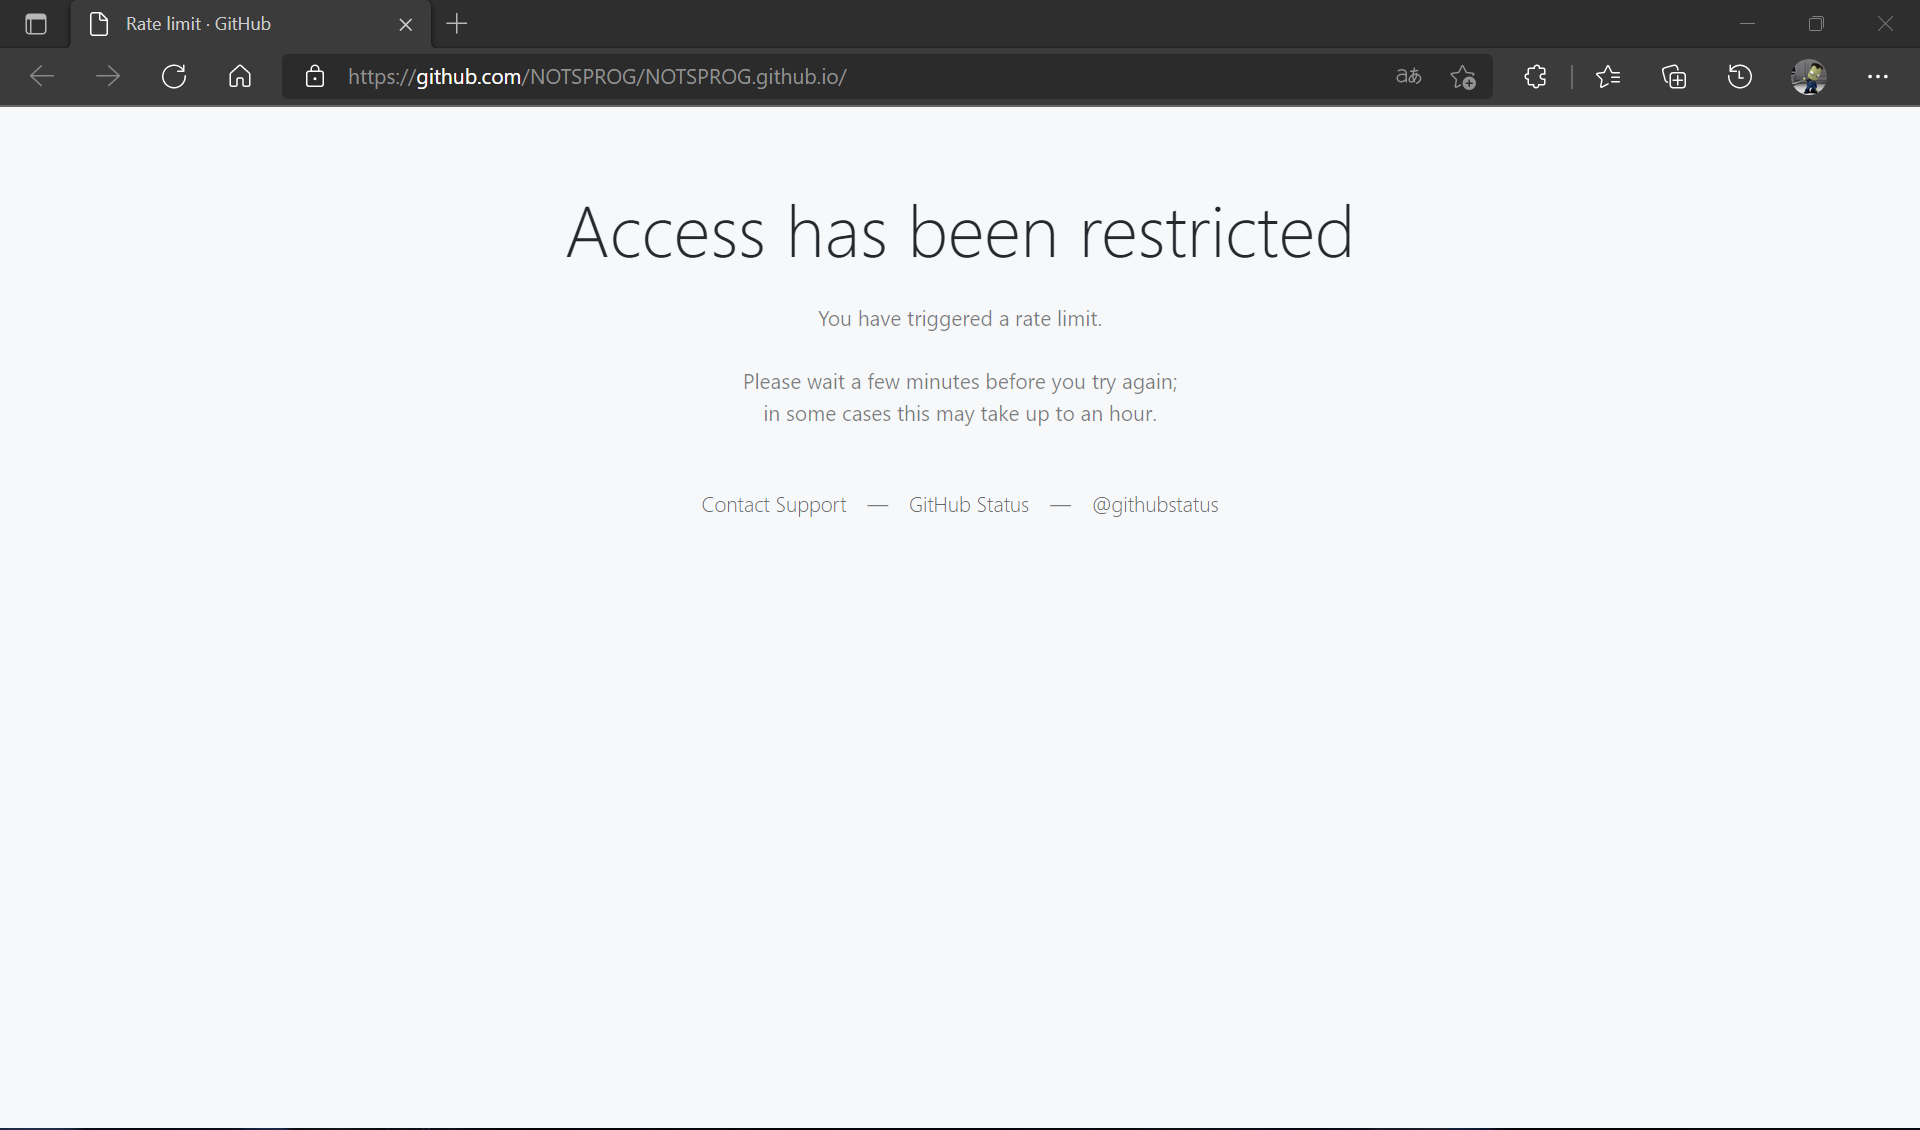 Rate limit · GitHub
https://github.com/NOTSPROG/NOTSPROG.github.io/
aあ
Access has been restricted
You have triggered a rate limit.
Please wait a few minutes before you try again;
in some cases this may take up to an hour.
Contact Support — GitHub Status — @githubstatus